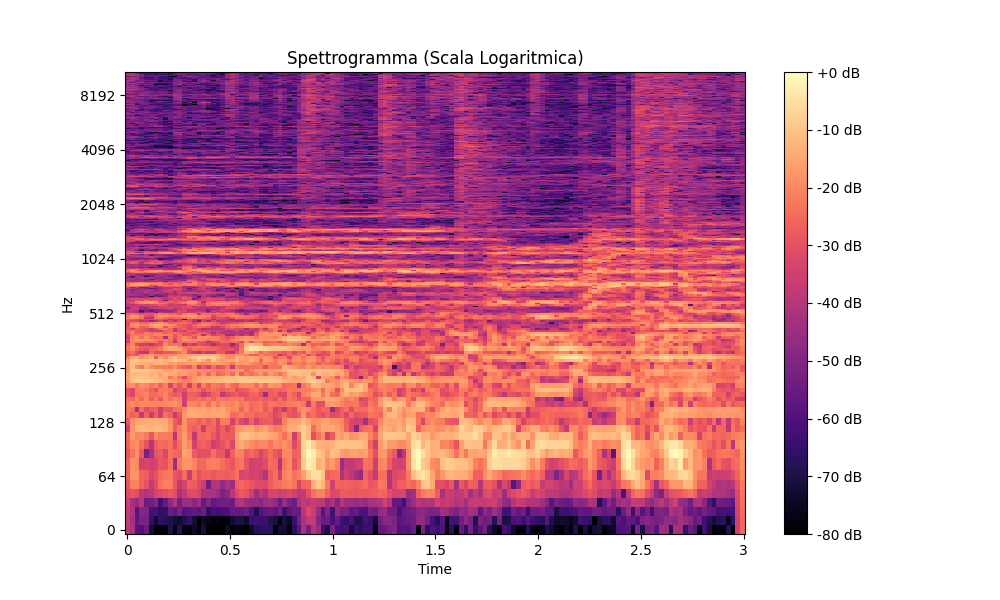 Spettrogramma (Scala Logaritmica)
Hz
8192
4096
2048
1024
512
256
128
64
0
0 0.5 1 1.5 2 2.5 3
Time
+0 dB
-10 dB
-20 dB
-30 dB
-40 dB
-50 dB
-60 dB
-70 dB
-80 dB